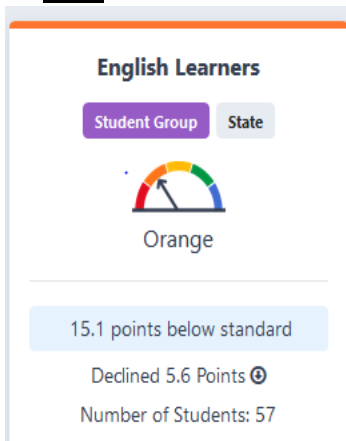 English Learners
Student Group State
Orange
15.1 points below standard
Declined 5.6 Points
Number of Students: 57